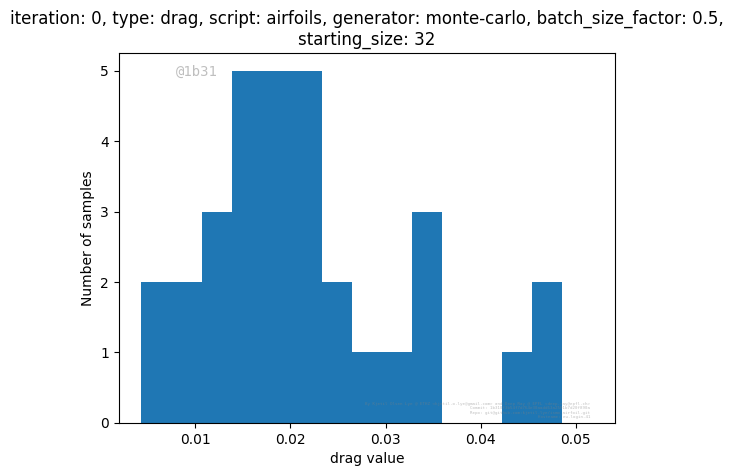 iteration: 0, type: drag, script: airfoils, generator: monte-carlo, batch_size_factor: 0.5,
starting_size: 32
@1b31
5
4
3
2
1
0
Number of samples
0.01 0.02 0.03 0.04 0.05
drag value